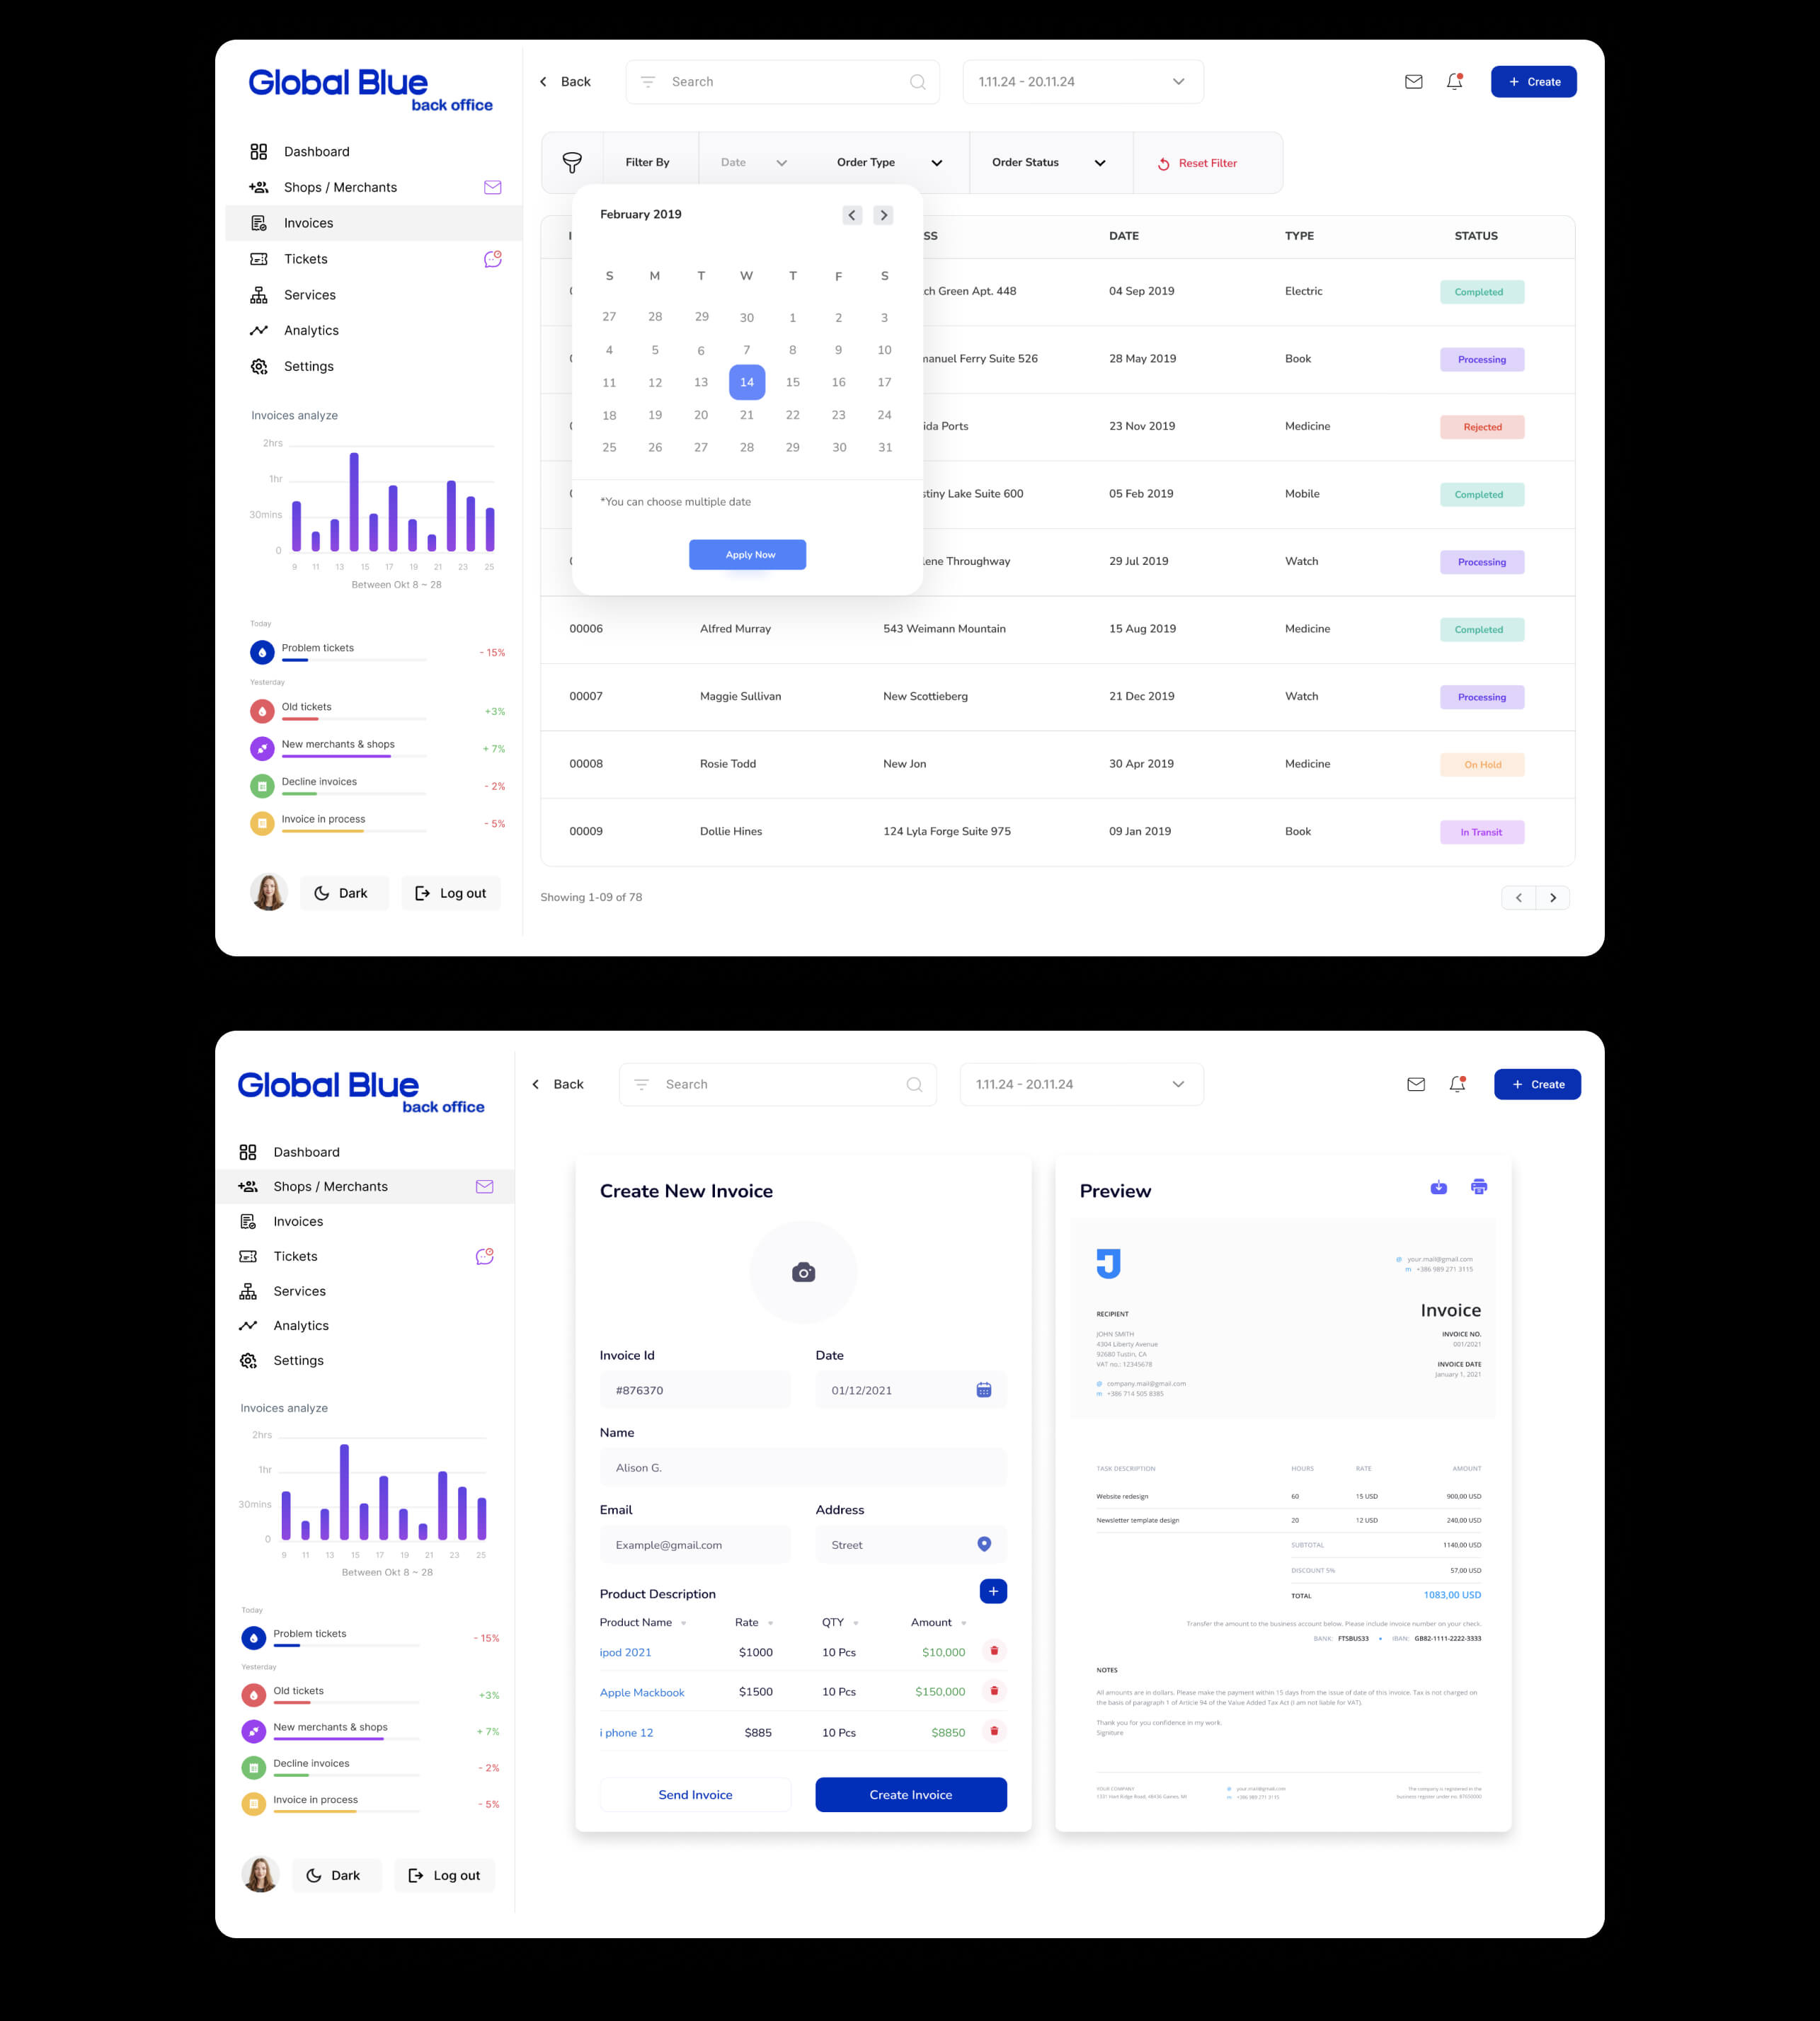 Global Blue
back office
Back
Search
1.11.24 - 20.11.24
Create
Dashboard
Shops / Merchants
Invoices
Tickets
Services
Analytics
Settings
Invoices analyze
2hrs
1hr
30mins
0
9 11 13 15 17 19 21 23 25
Between Okt 8 ~ 28
Today
Problem tickets - 15%
Yesterday
Old tickets +3%
New merchants & shops + 7%
Decline invoices - 2%
Invoice in process - 5%
Dark
Log out
Filter By Date Order Type Order Status Reset Filter
February 2019
S M T W T F S
27 28 29 30 1 2 3
4 5 6 7 8 9 10
11 12 13 14 15 16 17
18 19 20 21 22 23 24
25 26 27 28 29 30 31
*You can choose multiple date
Apply Now
SS DATE TYPE STATUS
ch Green Apt. 448 04 Sep 2019 Electric Completed
nanuel Ferry Suite 526 28 May 2019 Book Processing
ida Ports 23 Nov 2019 Medicine Rejected
stiny Lake Suite 600 05 Feb 2019 Mobile Completed
lene Throughway 29 Jul 2019 Watch Processing
00006 Alfred Murray 543 Weimann Mountain 15 Aug 2019 Medicine Completed
00007 Maggie Sullivan New Scottieberg 21 Dec 2019 Watch Processing
00008 Rosie Todd New Jon 30 Apr 2019 Medicine On Hold
00009 Dollie Hines 124 Lyla Forge Suite 975 09 Jan 2019 Book In Transit
Showing 1-09 of 78
Global Blue
back office
Back
Search
1.11.24 - 20.11.24
Create
Dashboard
Shops / Merchants
Invoices
Tickets
Services
Analytics
Settings
Invoices analyze
2hrs
1hr
30mins
0
9 11 13 15 17 19 21 23 25
Between Okt 8 ~ 28
Today
Problem tickets - 15%
Yesterday
Old tickets +3%
New merchants & shops + 7%
Decline invoices - 2%
Invoice in process - 5%
Dark
Log out
Create New Invoice
Invoice Id Date
#876370 01/12/2021
Name
Alison G.
Email Address
Example@gmail.com Street
Product Description
Product Name Rate QTY Amount
ipod 2021 $1000 10 Pcs $10,000
Apple Mackbook $1500 10 Pcs $150,000
i phone 12 $885 10 Pcs $8850
Send Invoice
Create Invoice
Preview
@ your.mail@gmail.com
m +386 989 271 3115
RECIPIENT
JOHN SMITH
4304 Liberty Avenue
92680 Tustin, CA
VAT no.: 12345678
@ company.mail@gmail.com
m +386 714 505 8385
Invoice
INVOICE NO.
001/2021
INVOICE DATE
January 1, 2021
TASK DESCRIPTION HOURS RATE AMOUNT
Website redesign 60 15 USD 900,00 USD
Newsletter template design 20 12 USD 240,00 USD
SUBTOTAL 1140,00 USD
DISCOUNT 5% 57,00 USD
TOTAL 1083,00 USD
Transfer the amount to the business account below. Please include invoice number on your check.
BANK: FTSBUS33 • IBAN: GB82-1111-2222-3333
NOTES
All amounts are in dollars. Please make the payment within 15 days from the issue of date of this invoice. Tax is not charged on
the basis of paragraph 1 of Article 94 of the Value Added Tax Act (I am not liable for VAT).
Thank you for you confidence in my work.
Signiture
YOUR COMPANY
1331 Hart Ridge Road, 48436 Gaines, MI
@ your.mail@gmail.com
m +386 989 271 3115
The company is registered in the
business register under no. 87650000